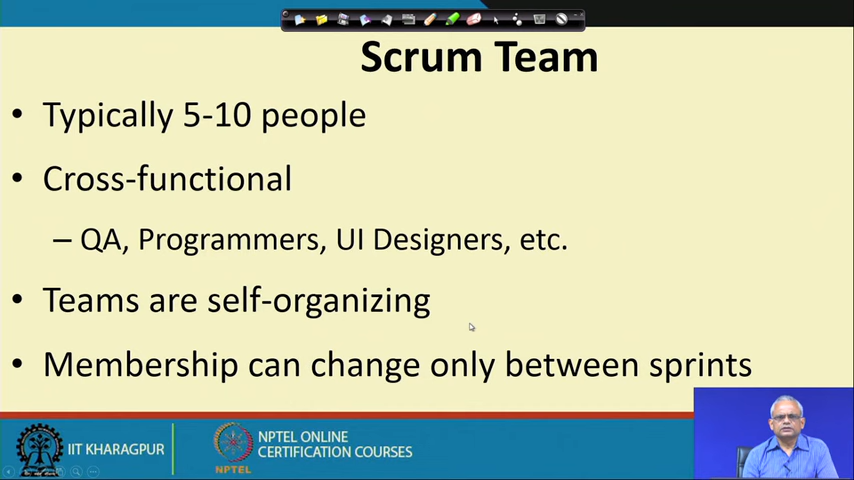 Scrum Team
• Typically 5-10 people
• Cross-functional
– QA, Programmers, UI Designers, etc.
• Teams are self-organizing
• Membership can change only between sprints
IIT KHARAGPUR
NPTEL ONLINE
CERTIFICATION COURSES
NPTEL